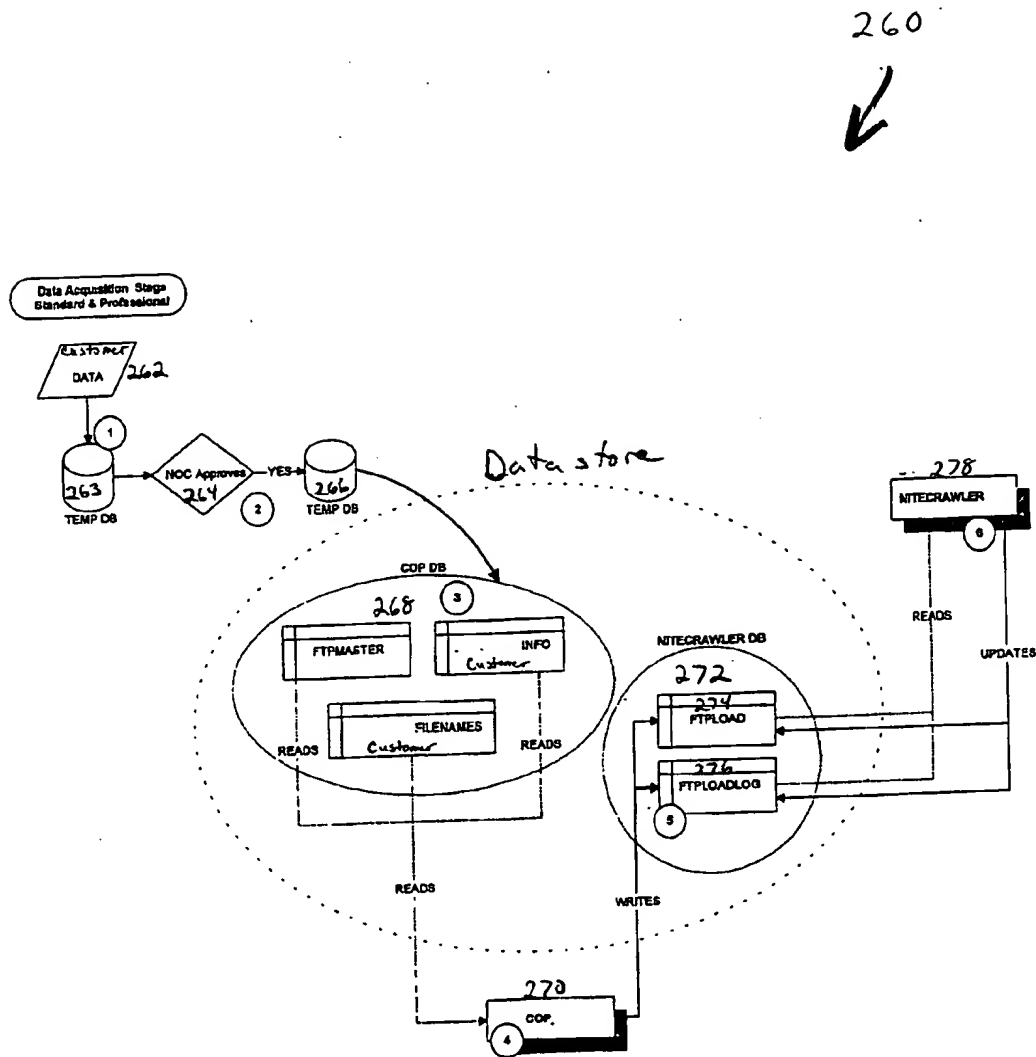 260
Data Acquisition Stage
Standard & Professional
Customer
DATA
262
1
263
TEMP DB
NOC Approves
264
2
YES
266
TEMP DB
Data store
278
NITECRAWLER
6
COP DB
268
3
FTPMASTER
INFO
Customer
FILENAMES
Customer
READS
READS
NITECRAWLER DB
272
274
FTPLOAD
276
FTPLOADLOG
5
READS
UPDATES
READS
WRITES
270
COP.
4